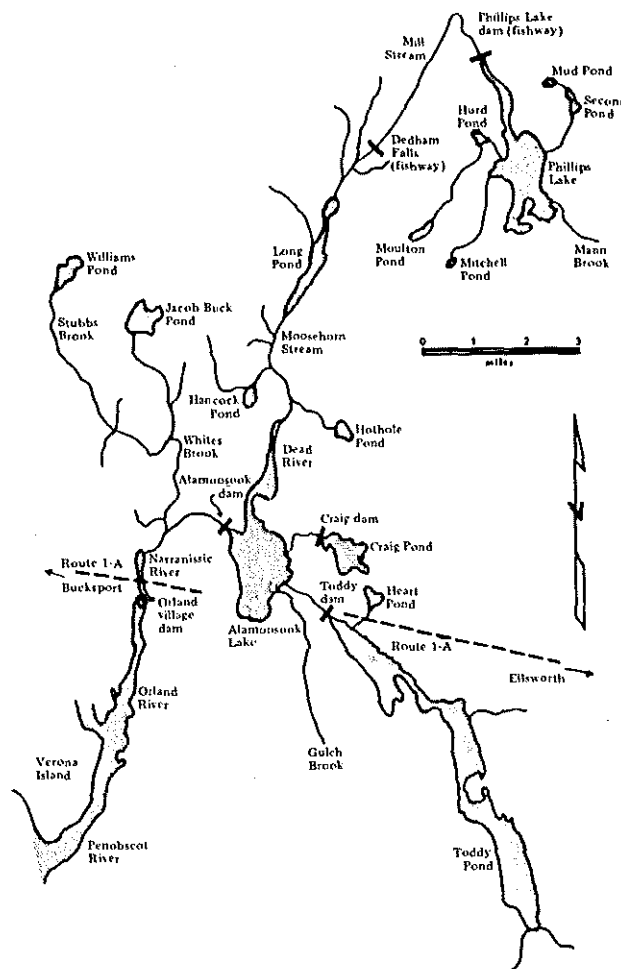 Phillips Lake
dam (fishway)
Mill
Stream
Mud Pond
Second
Pond
Hurd
Pond
Dedham
Falls
(fishway)
Phillips
Lake
Williams
Pond
Long
Pond
Moulton
Pond
Mitchell
Pond
Mann
Brook
Jacob Buck
Pond
Stubbs
Brook
Moosehorn
Stream
0 1 2 3
miles
Hancock
Pond
Hothole
Pond
Whites
Brook
Dead
River
Alamoosook
dam
Craig dam
Craig Pond
Route 1-A
Narramissic
River
Bucksport
Toddy
dam
Heart
Pond
Orland
village
dam
Alamoosook
Lake
Route 1-A
Ellsworth
Orland
River
Gulch
Brook
Verona
Island
Penobscot
River
Toddy
Pond